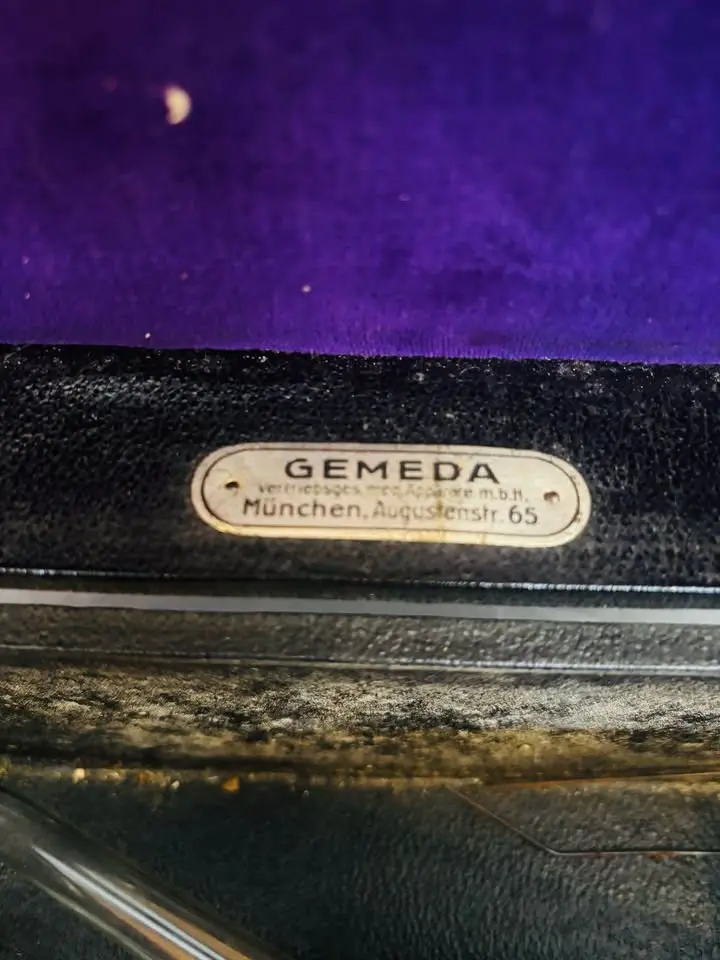 GEMEDA
Vertriebsges. med. Apparate m.b.H.
München, Augustenstr. 65